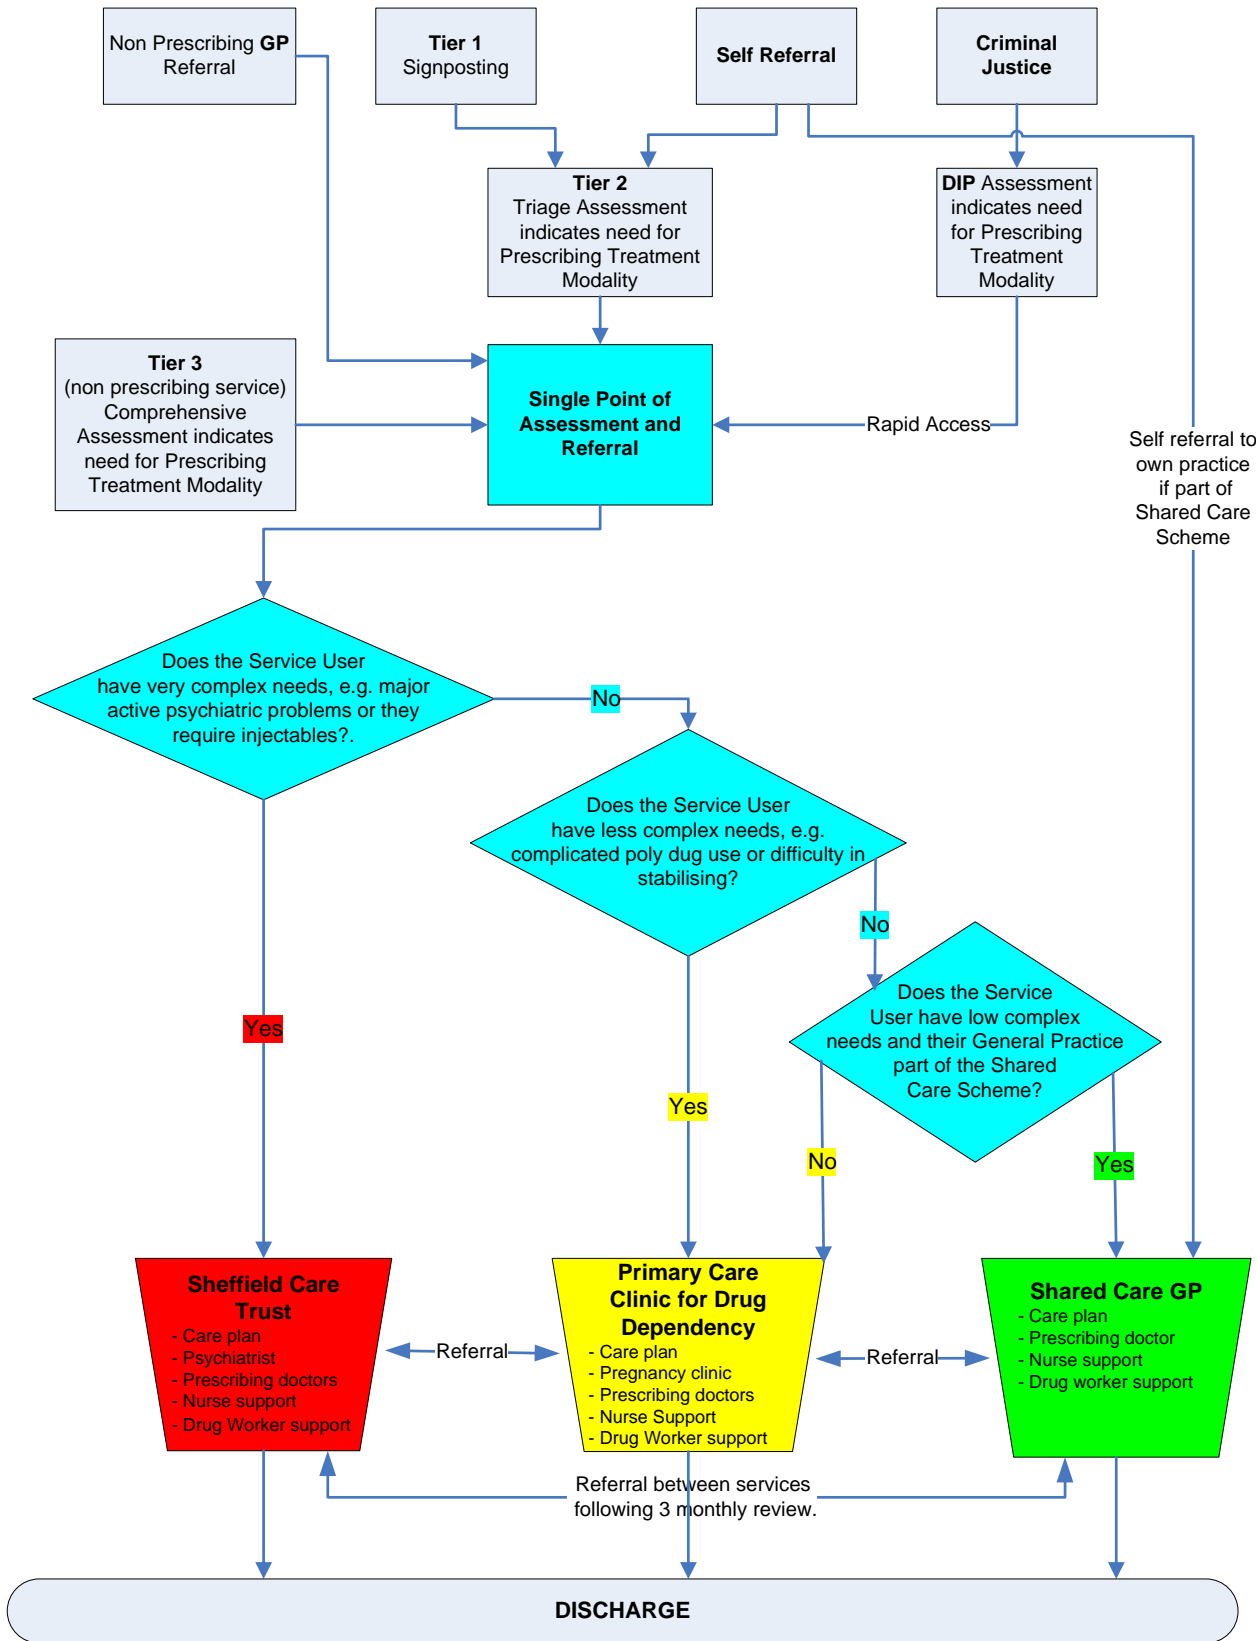 Non Prescribing GP
Referral
Tier 1
Signposting
Self Referral
Criminal
Justice
Tier 2
Triage Assessment
indicates need for
Prescribing Treatment
Modality
DIP Assessment
indicates need
for Prescribing
Treatment
Modality
Tier 3
(non prescribing service)
Comprehensive
Assessment indicates
need for Prescribing
Treatment Modality
Single Point of
Assessment and
Referral
Rapid Access
Self referral to
own practice
if part of
Shared Care
Scheme
Does the Service User
have very complex needs, e.g. major
active psychiatric problems or they
require injectables?.
No
Does the Service User
have less complex needs, e.g.
complicated poly dug use or difficulty in
stabilising?
No
Does the Service
User have low complex
needs and their General Practice
part of the Shared
Care Scheme?
Yes
Yes
No
Yes
Sheffield Care
Trust
- Care plan
- Psychiatrist
- Prescribing doctors
- Nurse support
- Drug Worker support
Referral
Primary Care
Clinic for Drug
Dependency
- Care plan
- Pregnancy clinic
- Prescribing doctors
- Nurse Support
- Drug Worker support
Referral
Shared Care GP
- Care plan
- Prescribing doctor
- Nurse support
- Drug worker support
Referral between services
following 3 monthly review.
DISCHARGE